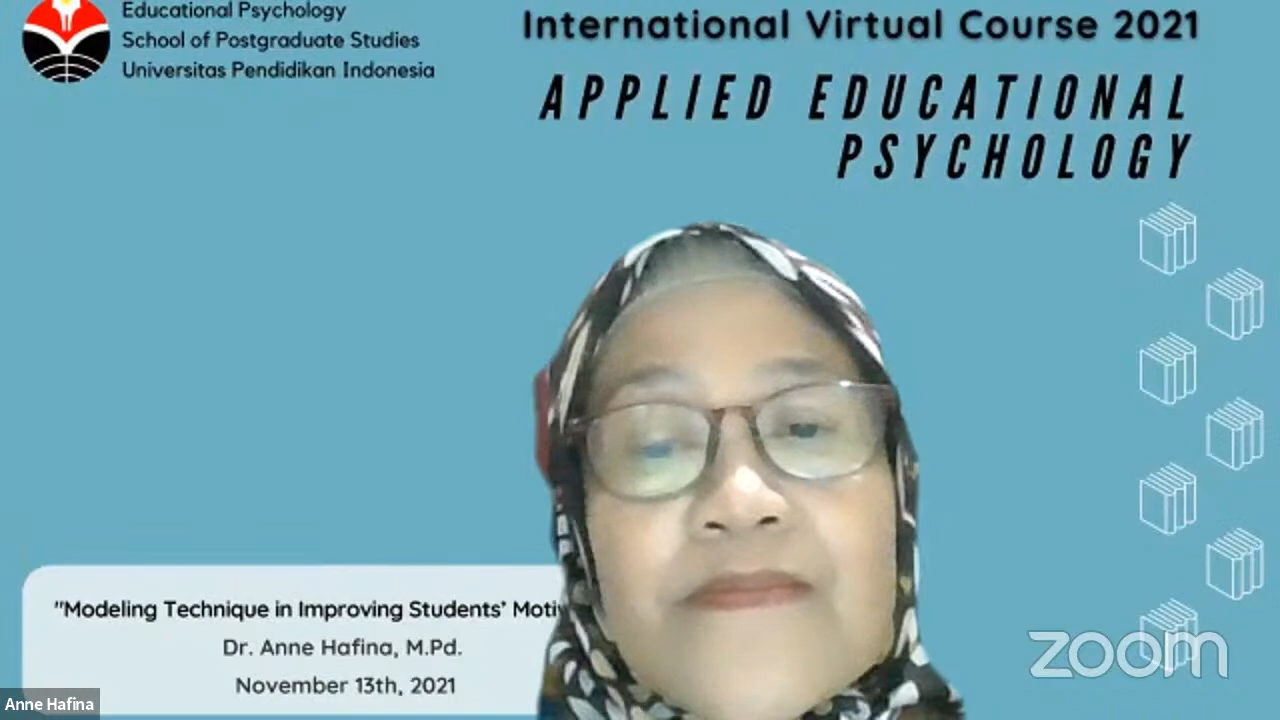 Educational Psychology
School of Postgraduate Studies
Universitas Pendidikan Indonesia
International Virtual Course 2021
APPLIED EDUCATIONAL
PSYCHOLOGY
"Modeling Technique in Improving Students' Moti
Dr. Anne Hafina, M.Pd.
November 13th, 2021
Anne Hafina
zoom